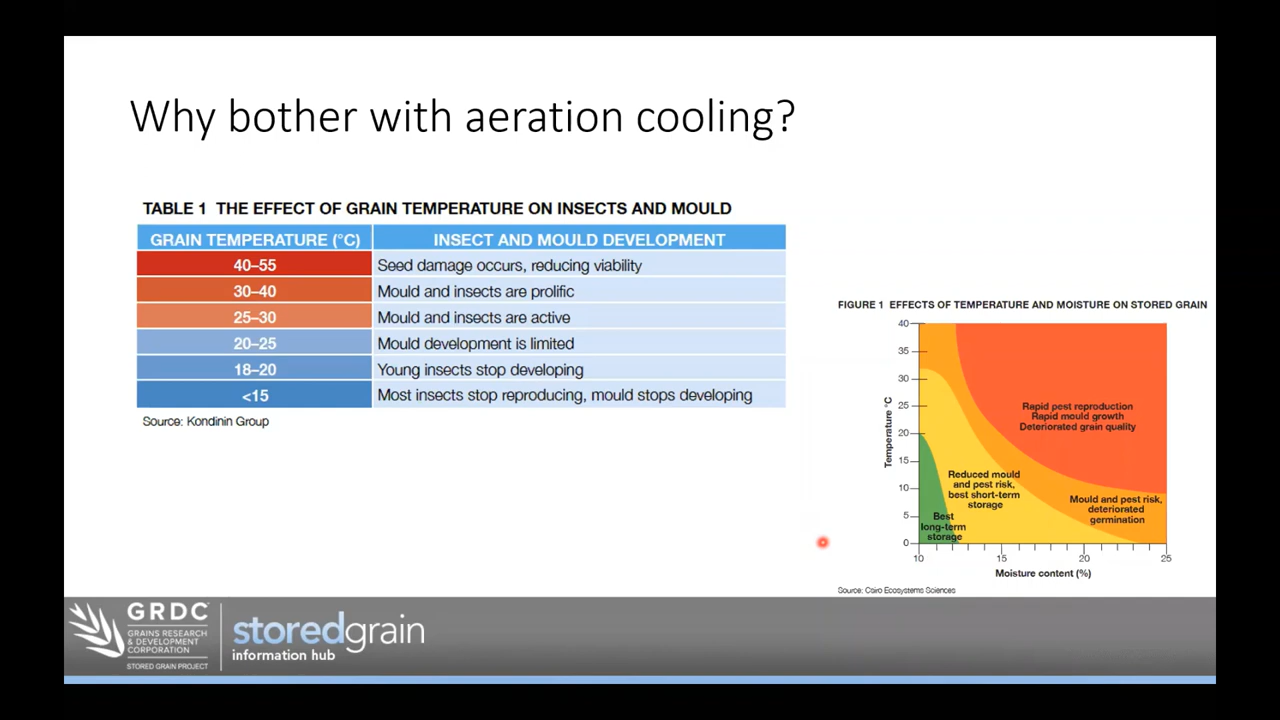 Why bother with aeration cooling?
TABLE 1 THE EFFECT OF GRAIN TEMPERATURE ON INSECTS AND MOULD
GRAIN TEMPERATURE (°C) INSECT AND MOULD DEVELOPMENT
40–55 Seed damage occurs, reducing viability
30–40 Mould and insects are prolific
25–30 Mould and insects are active
20–25 Mould development is limited
18–20 Young insects stop developing
<15 Most insects stop reproducing, mould stops developing
Source: Kondinin Group
FIGURE 1 EFFECTS OF TEMPERATURE AND MOISTURE ON STORED GRAIN
Temperature °C
40
35
30
25
20
15
10
5
0
Rapid pest reproduction
Rapid mould growth
Deteriorated grain quality
Reduced mould
and pest risk,
best short-term
storage
Mould and pest risk,
deteriorated
germination
Best
long-term
storage
10 15 20 25
Moisture content (%)
Source: Cairo Ecosystems Sciences
GRDC
GRAINS RESEARCH
& DEVELOPMENT
CORPORATION
STORED GRAIN PROJECT
storedgrain
information hub